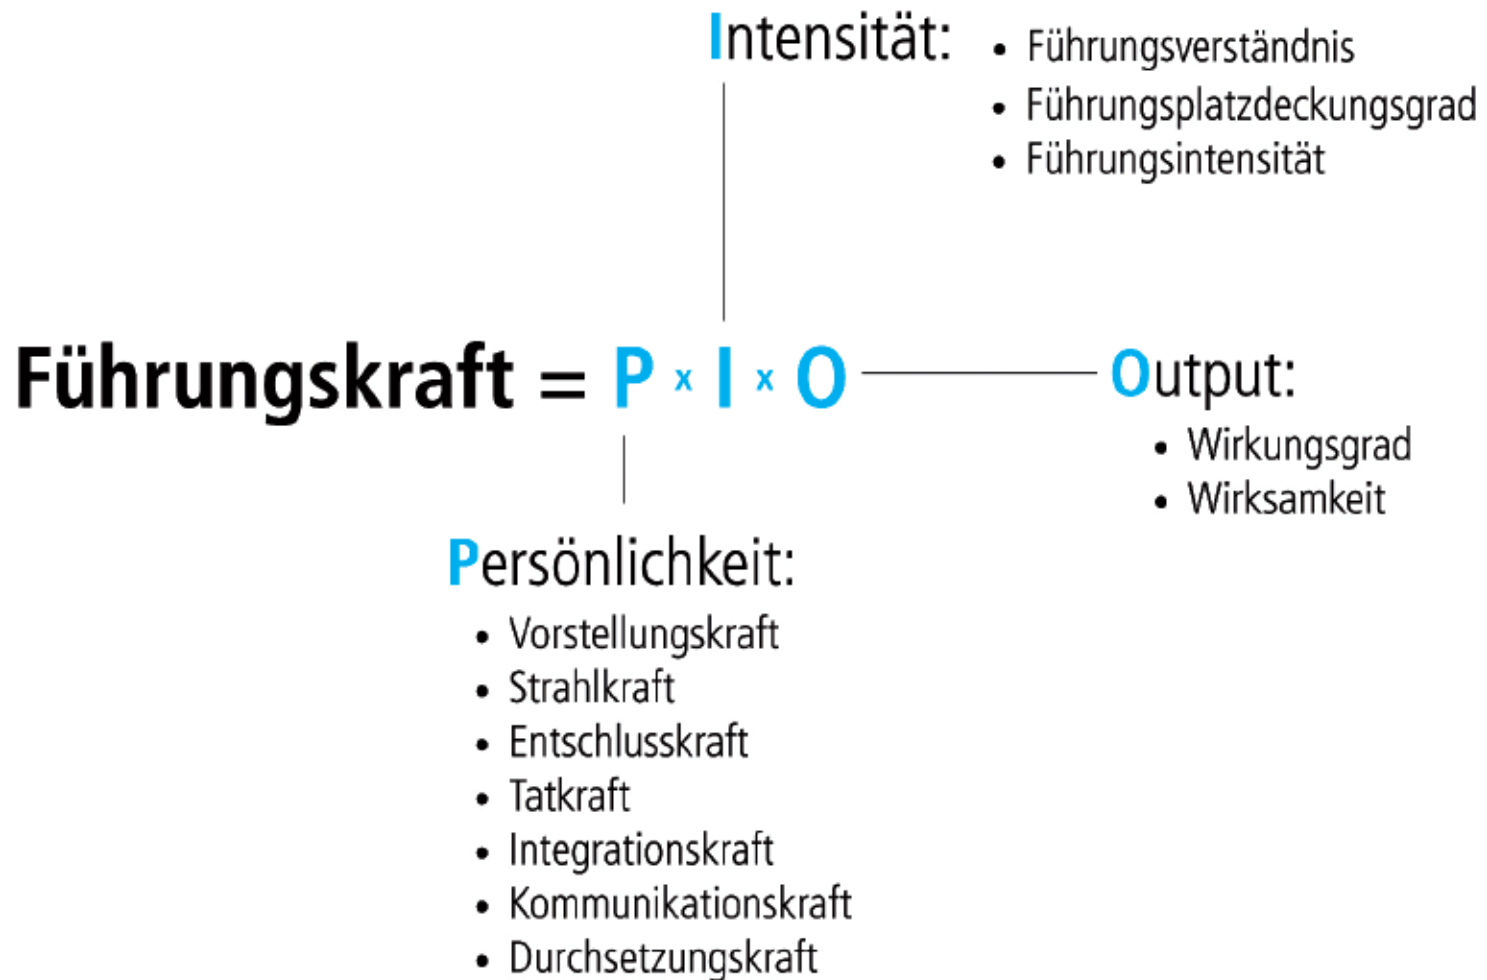 Intensität:
• Führungsverständnis
• Führungsplatzdeckungsgrad
• Führungsintensität
Führungskraft = P x I x O
Output:
• Wirkungsgrad
• Wirksamkeit
Persönlichkeit:
• Vorstellungskraft
• Strahlkraft
• Entschlusskraft
• Tatkraft
• Integrationskraft
• Kommunikationskraft
• Durchsetzungskraft